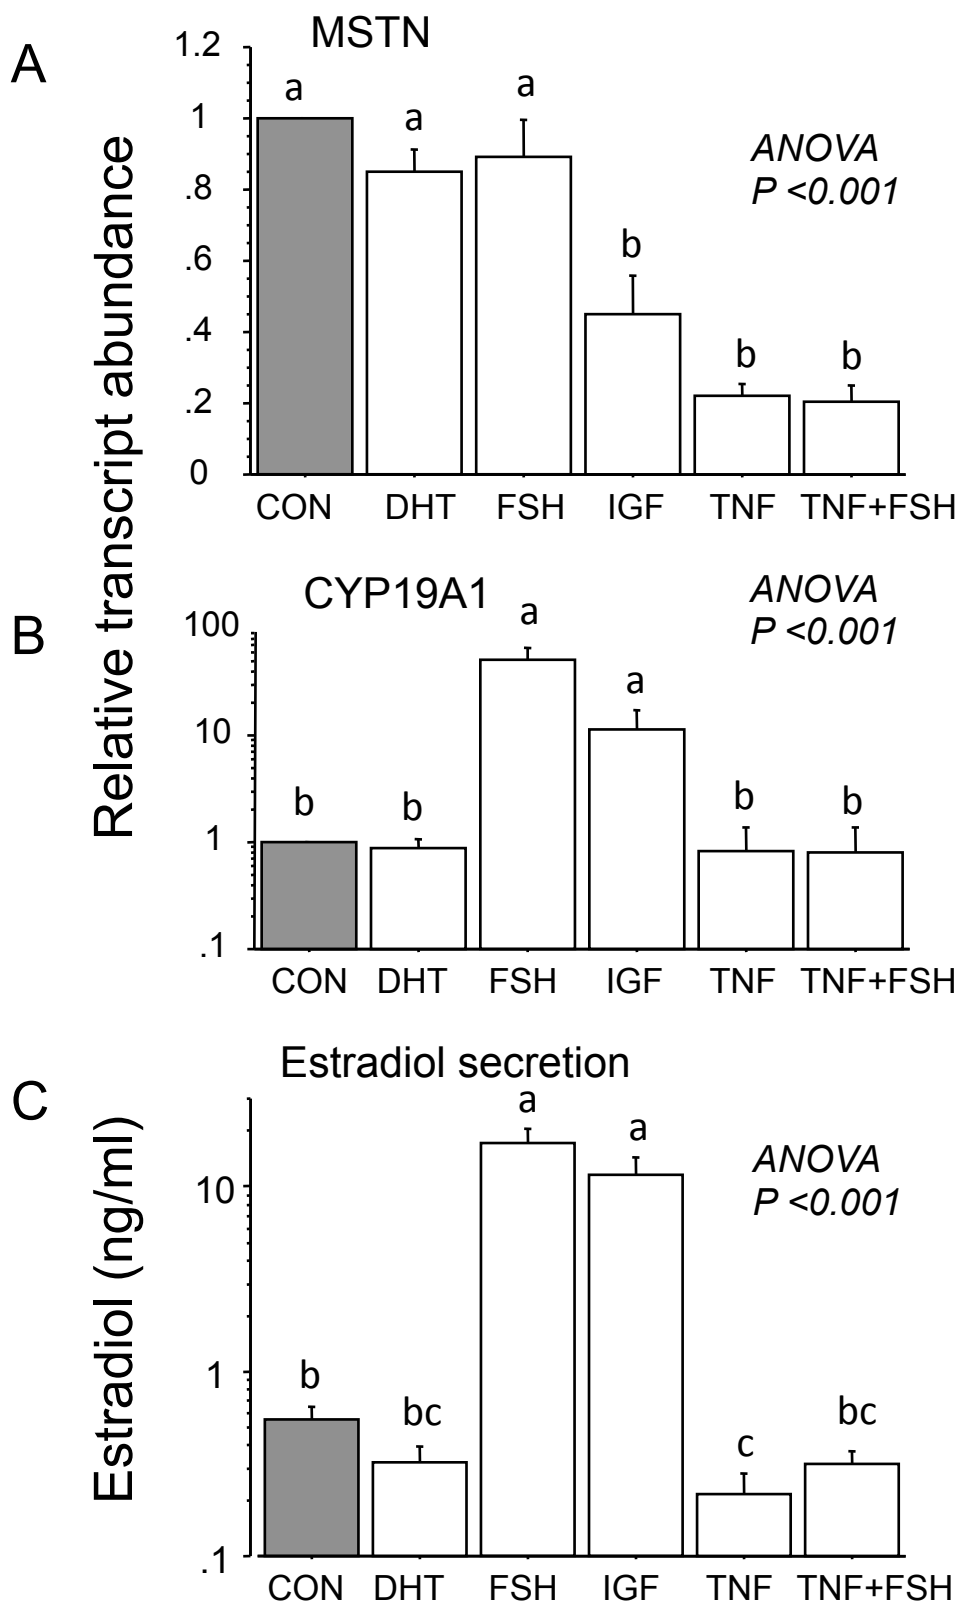 A
MSTN
Relative transcript abundance
1.2
1
.8
.6
.4
.2
0
a
a
a
b
b
b
ANOVA
P <0.001
CON DHT FSH IGF TNF TNF+FSH
B
CYP19A1
ANOVA
P <0.001
100
10
1
.1
b
b
a
a
b
b
CON DHT FSH IGF TNF TNF+FSH
C
Estradiol secretion
Estradiol (ng/ml)
10
1
.1
b
bc
a
a
c
bc
ANOVA
P <0.001
CON DHT FSH IGF TNF TNF+FSH